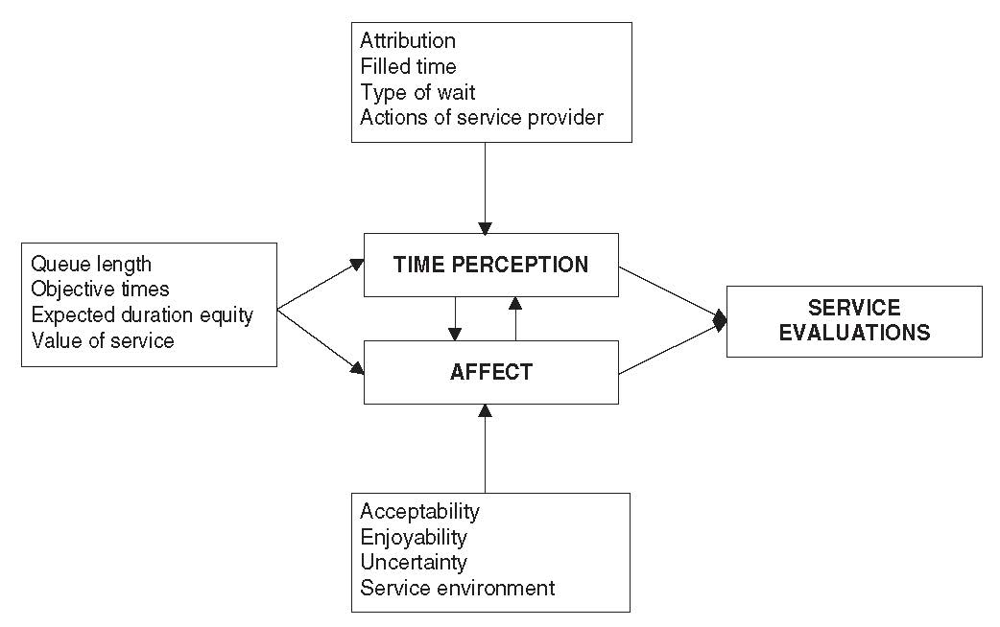 Attribution
Filled time
Type of wait
Actions of service provider
TIME PERCEPTION
Queue length
Objective times
Expected duration equity
Value of service
SERVICE
EVALUATIONS
AFFECT
Acceptability
Enjoyability
Uncertainty
Service environment